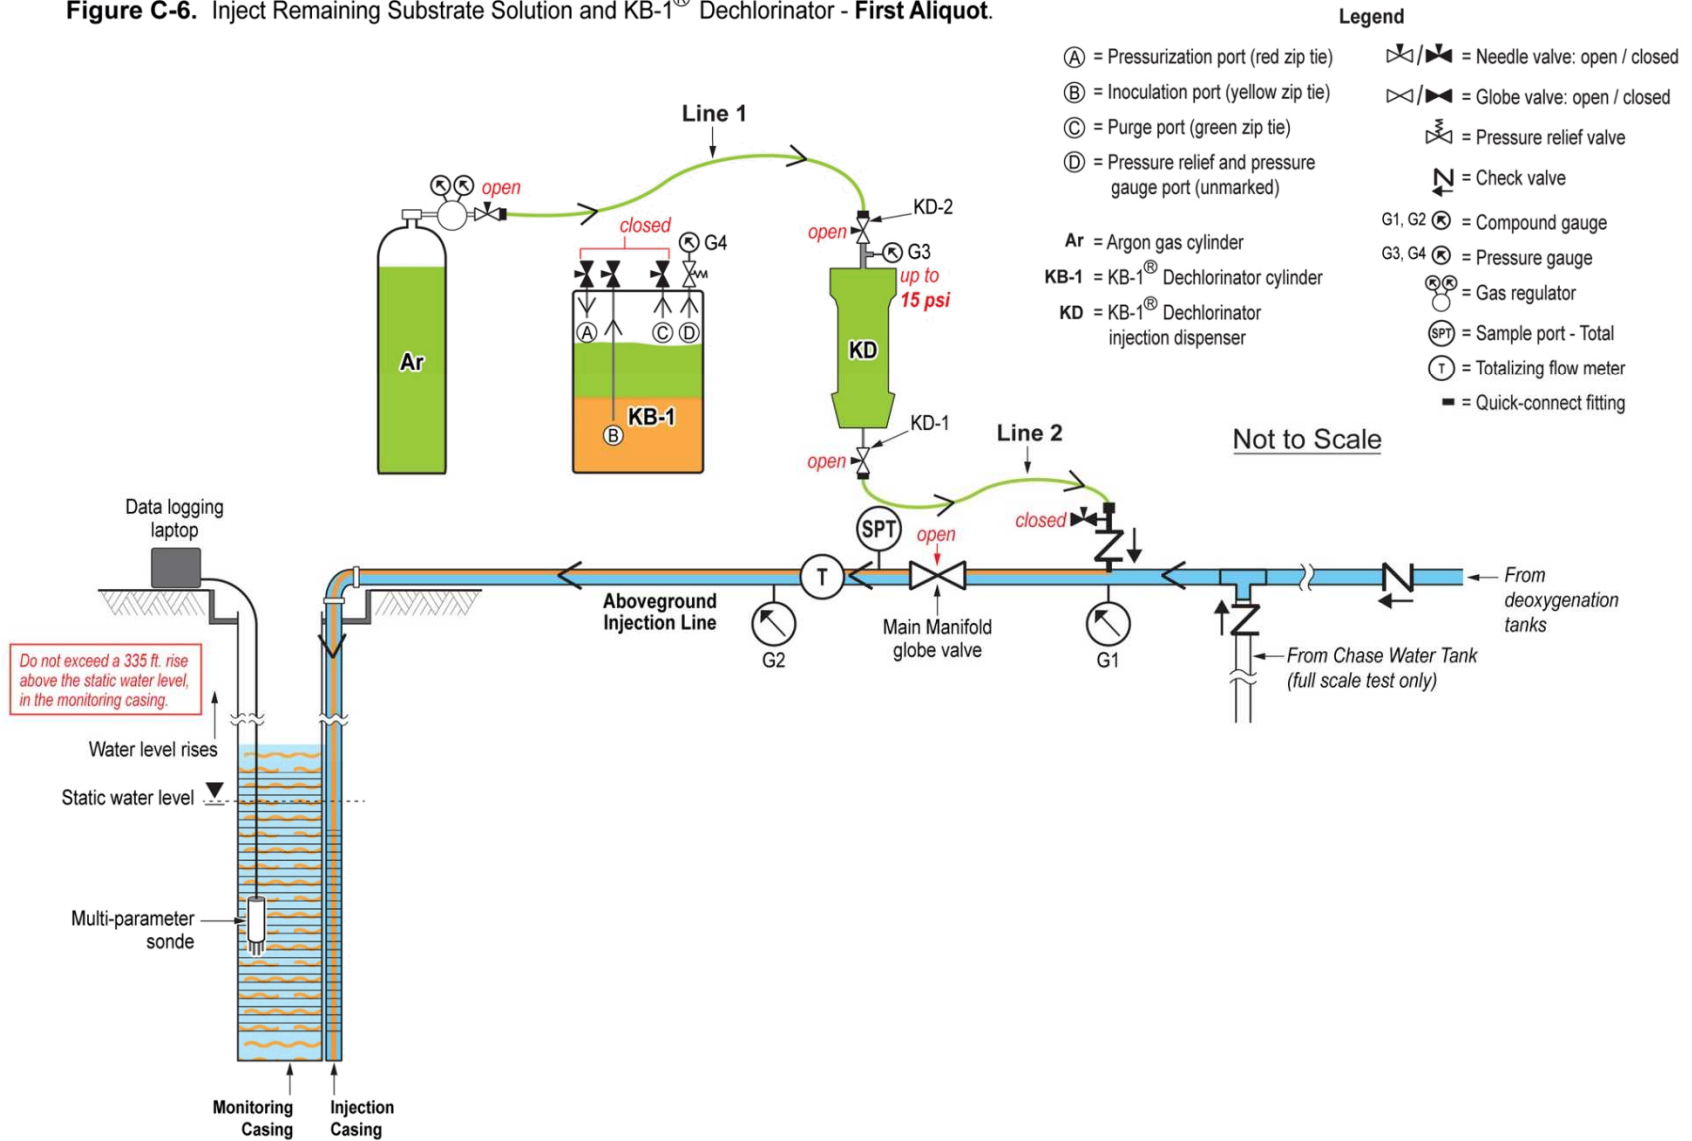 Figure C-6. Inject Remaining Substrate Solution and KB-1® Dechlorinator - First Aliquot.
Legend
Ⓐ = Pressurization port (red zip tie)
Ⓑ = Inoculation port (yellow zip tie)
Ⓒ = Purge port (green zip tie)
Ⓓ = Pressure relief and pressure
gauge port (unmarked)
Ar = Argon gas cylinder
KB-1 = KB-1® Dechlorinator cylinder
KD = KB-1® Dechlorinator
injection dispenser
/ = Needle valve: open / closed
/ = Globe valve: open / closed
= Pressure relief valve
= Check valve
G1, G2 = Compound gauge
G3, G4 = Pressure gauge
= Gas regulator
SPT = Sample port - Total
T = Totalizing flow meter
= Quick-connect fitting
Not to Scale
Line 1
open
closed
G4
KD-2
open
G3
up to
15 psi
A
C
D
Ar
KB-1
B
KD
KD-1
open
Line 2
closed
SPT
open
T
Data logging
laptop
From
deoxygenation
tanks
Aboveground
Injection Line
G2
Main Manifold
globe valve
G1
From Chase Water Tank
(full scale test only)
Do not exceed a 335 ft. rise
above the static water level,
in the monitoring casing.
Water level rises
Static water level
Multi-parameter
sonde
Monitoring
Casing
Injection
Casing